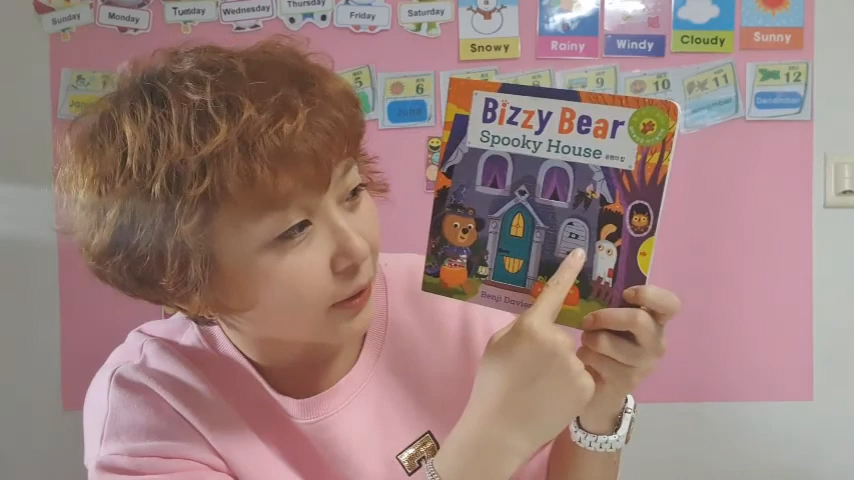 Sunday
Monday
Tuesday
Wednesday
Thursday
Friday
Saturday
Snowy
Rainy
Windy
Cloudy
Sunny
5
6
June
9
10
11
12
December
Bizzy Bear
Spooky House
Benji Davies